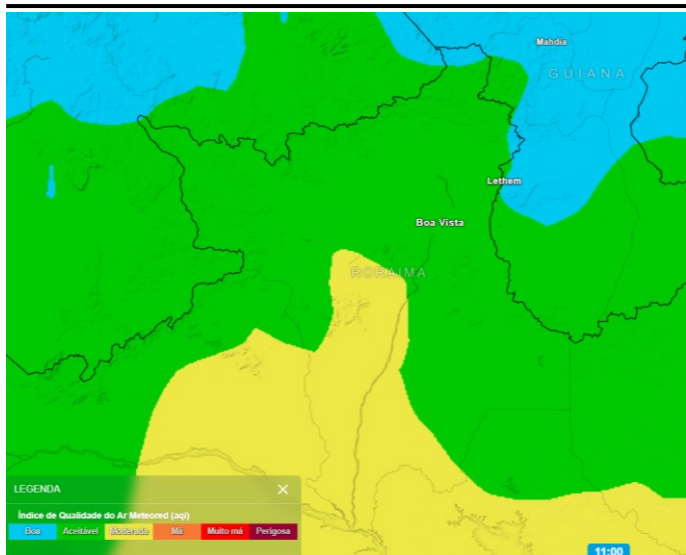 Mahdia
GUIANA
Lethem
Boa Vista
RORAIMA
LEGENDA
Índice de Qualidade do Ar Meteored (aqi)
Boa Aceitável Moderada Má Muito má Perigosa
11:00